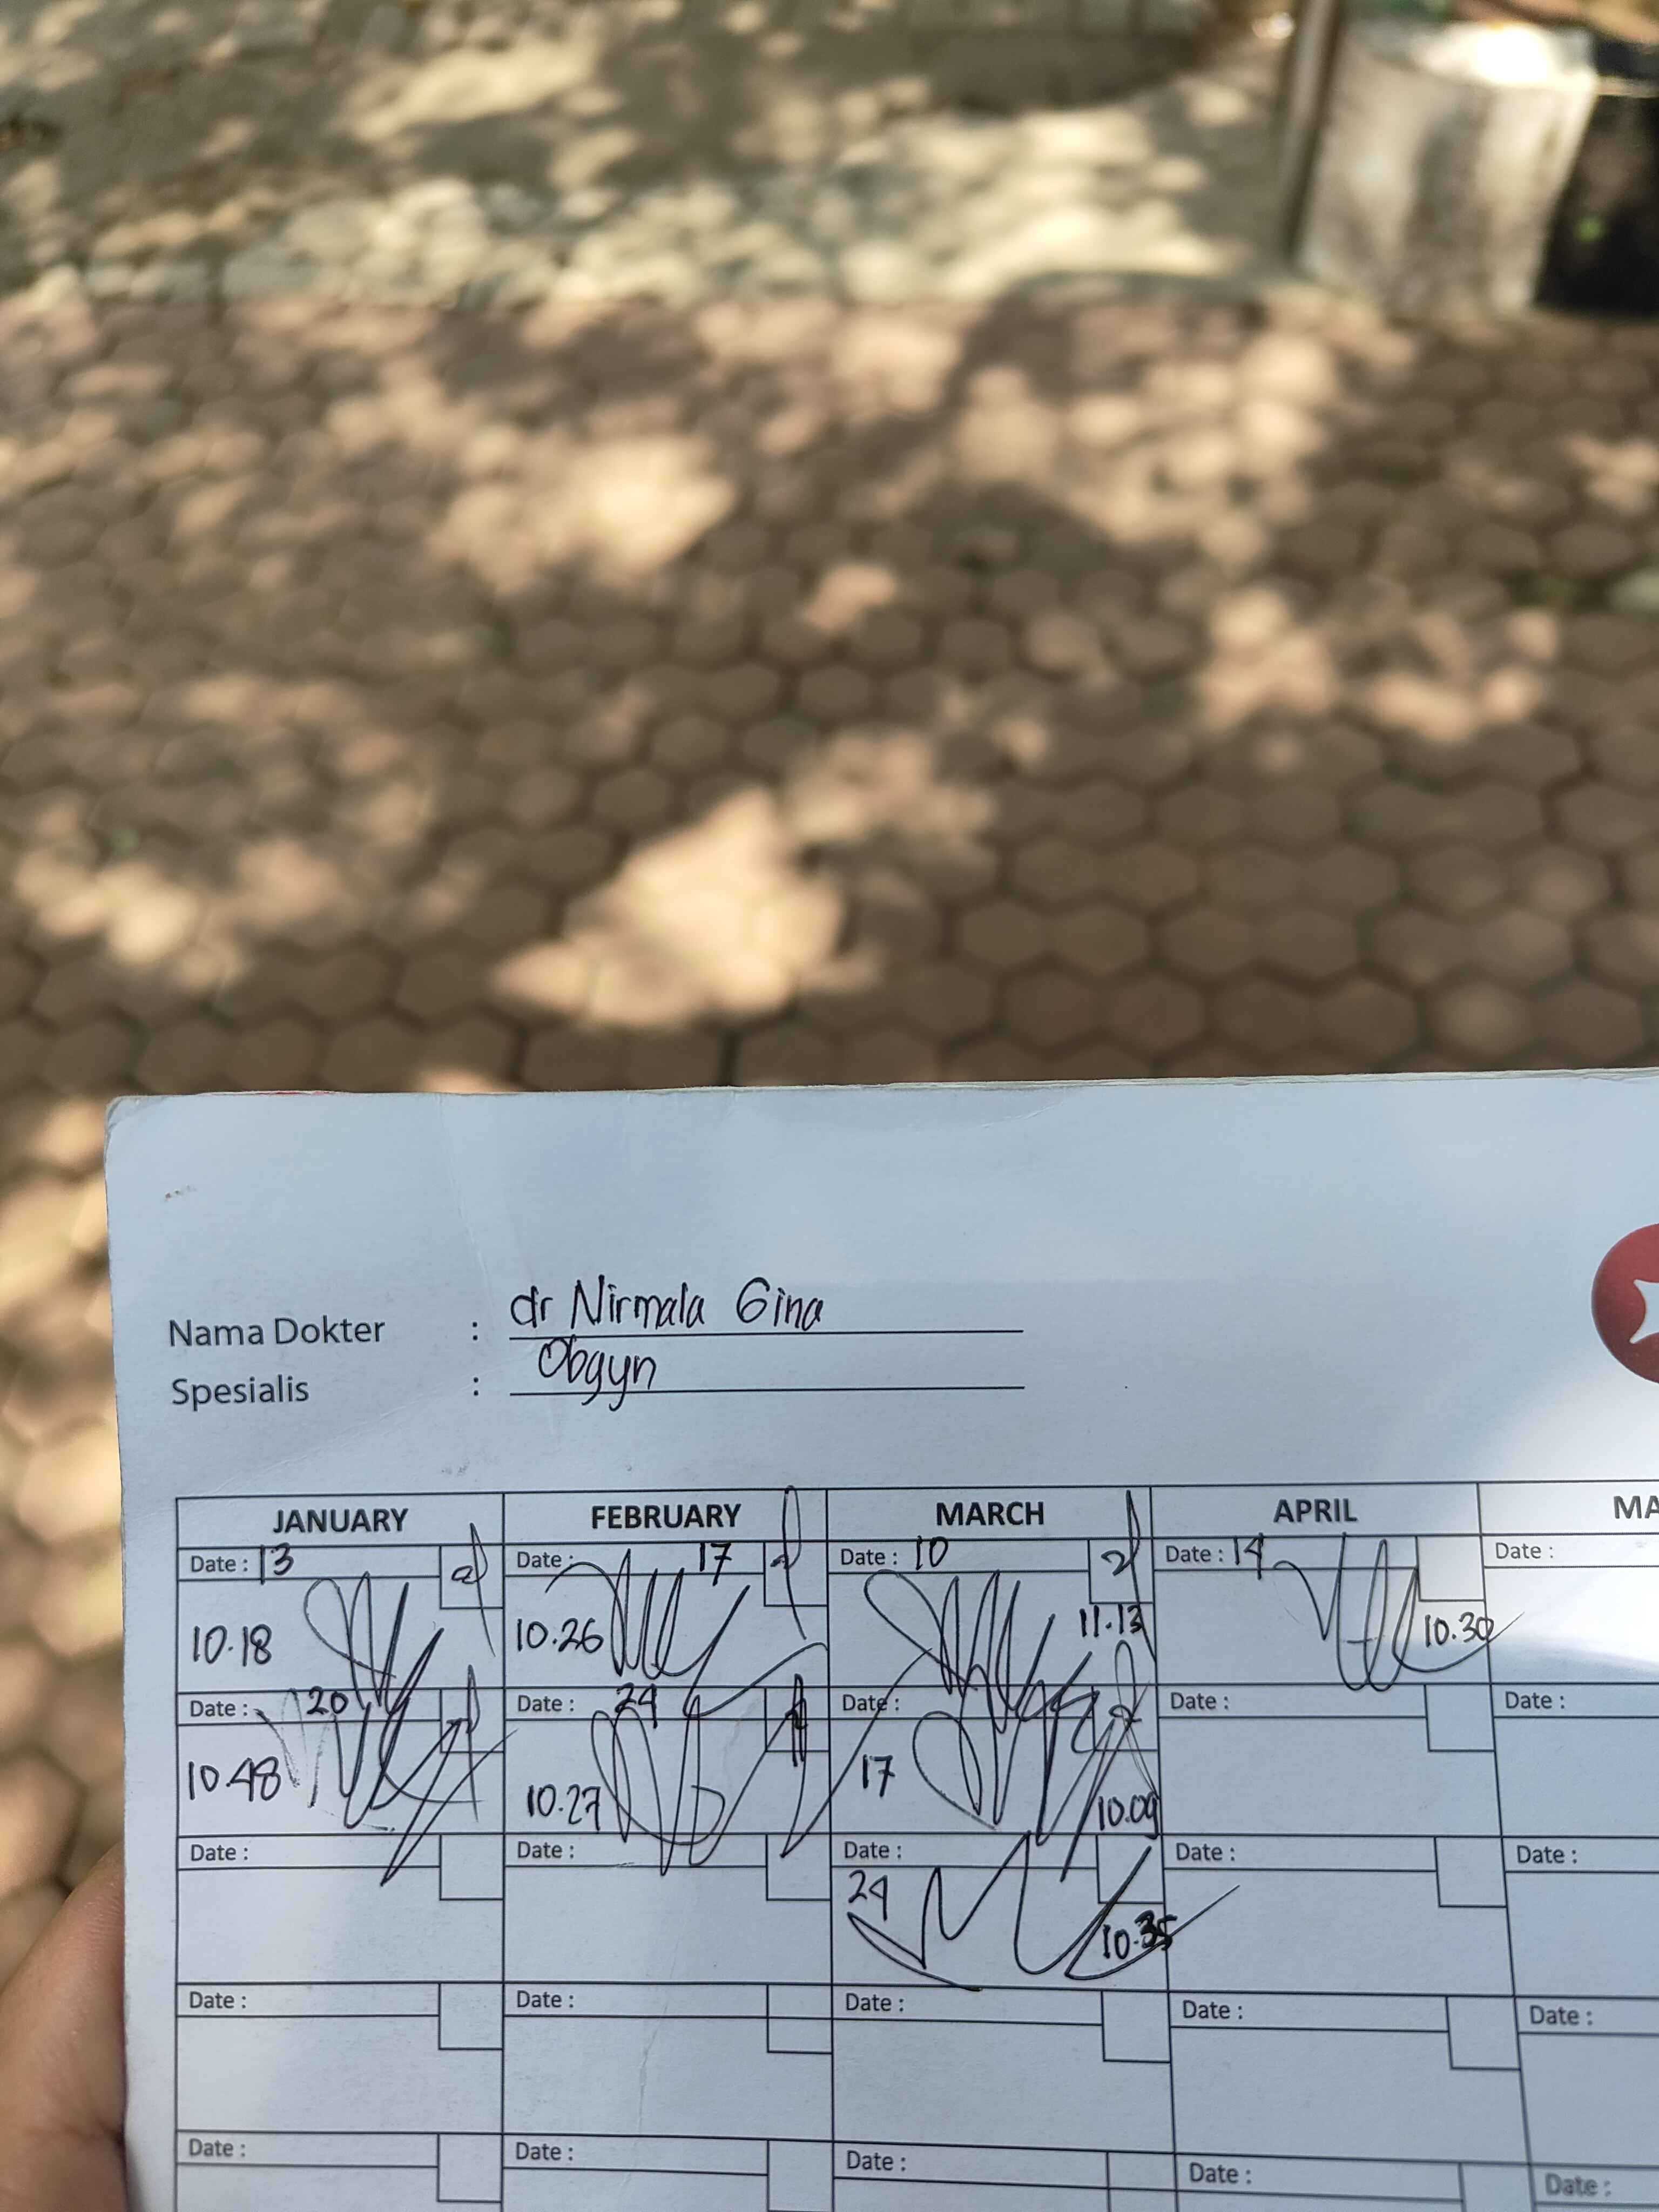 Nama Dokter : dr Nirmala Gina
Spesialis : Obgyn
JANUARY FEBRUARY MARCH APRIL MA
Date : 13 Date : 17 Date : 10 Date : 14 Date :
10.18 10.26 11.13 10.30
Date : 20 Date : 24 Date : Date : Date :
10.48 10.27 17 10.09
Date : Date : Date : Date : Date :
24 10.35
Date : Date : Date : Date : Date :
Date : Date : Date : Date : Date :